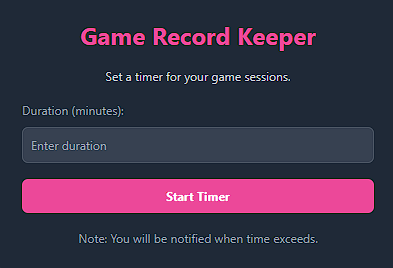 Game Record Keeper
Set a timer for your game sessions.
Duration (minutes):
Enter duration
Start Timer
Note: You will be notified when time exceeds.